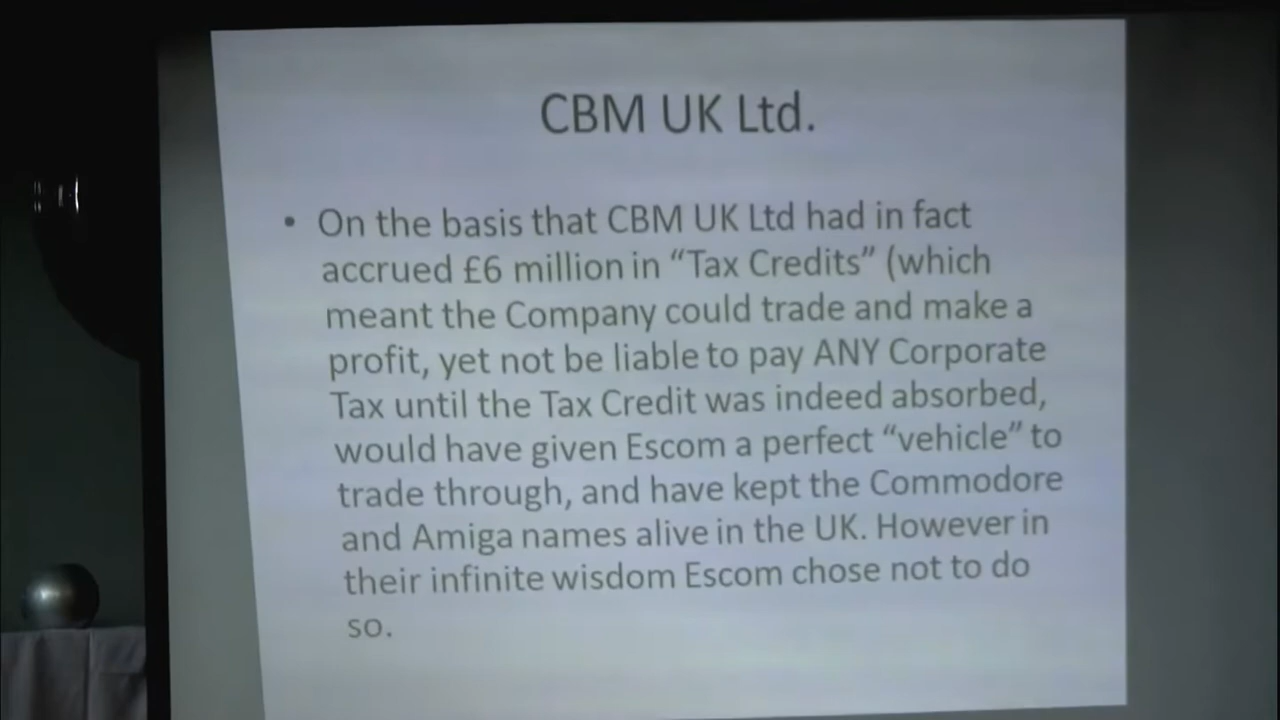 CBM UK Ltd.
• On the basis that CBM UK Ltd had in fact
accrued £6 million in “Tax Credits” (which
meant the Company could trade and make a
profit, yet not be liable to pay ANY Corporate
Tax until the Tax Credit was indeed absorbed,
would have given Escom a perfect “vehicle” to
trade through, and have kept the Commodore
and Amiga names alive in the UK. However in
their infinite wisdom Escom chose not to do
so.